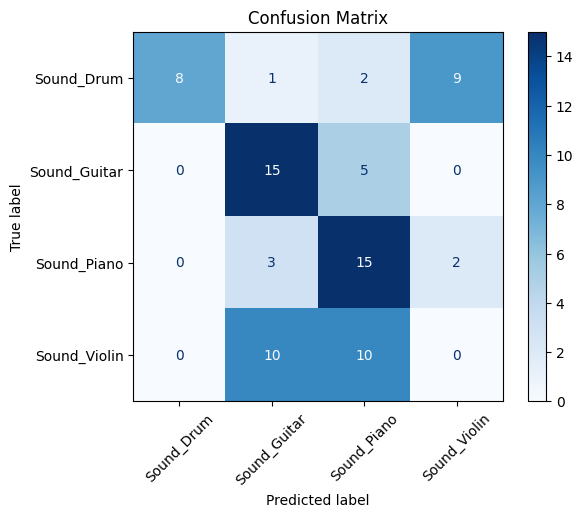 Confusion Matrix
Sound_Drum 8 1 2 9
Sound_Guitar 0 15 5 0
Sound_Piano 0 3 15 2
Sound_Violin 0 10 10 0
True label
Sound_Drum Sound_Guitar Sound_Piano Sound_Violin
Predicted label
14
12
10
8
6
4
2
0